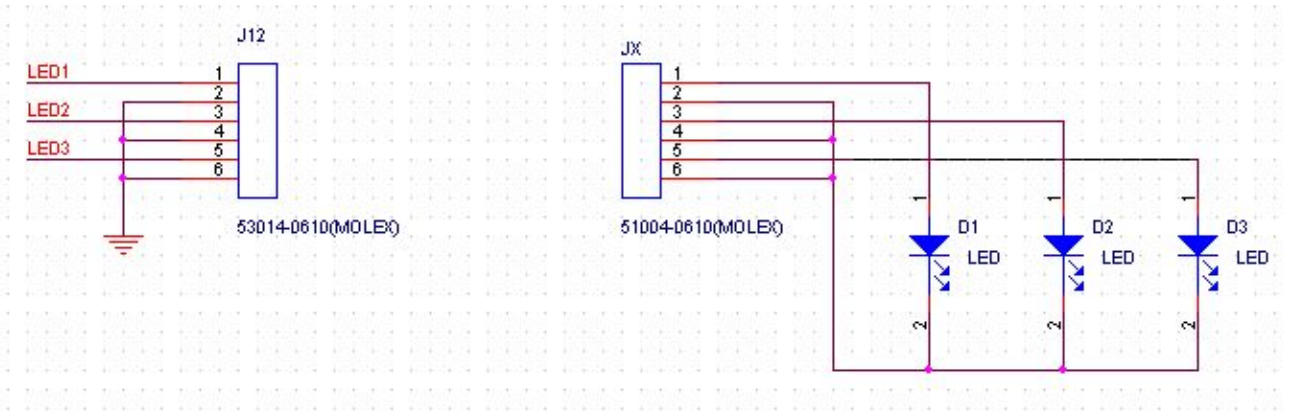 J12
LED1
1
2
LED2
3
4
LED3
5
6
53014-0610(MOLEX)
JX
1
2
3
4
5
6
51004-0610(MOLEX)
1
D1
LED
2
1
D2
LED
2
1
D3
LED
2